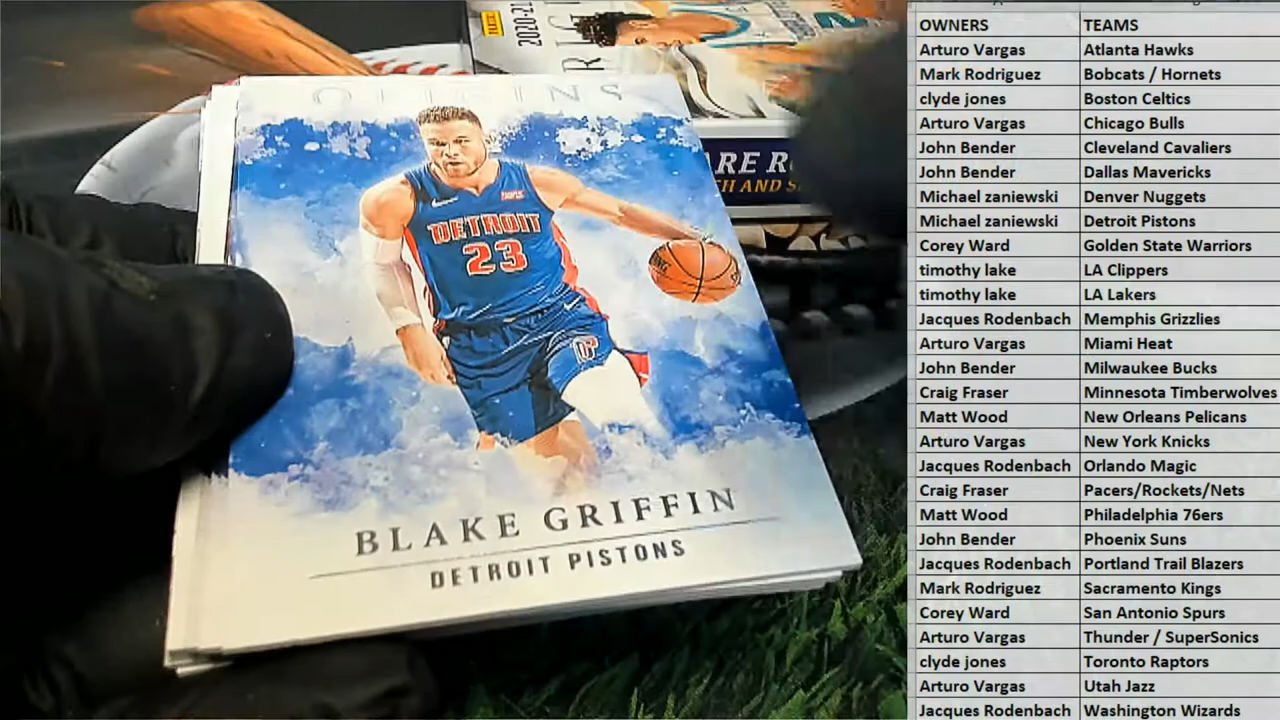 ORIGINS
DETROIT
23
BLAKE GRIFFIN
DETROIT PISTONS
2020-21
OWNERS TEAMS
Arturo Vargas Atlanta Hawks
Mark Rodriguez Bobcats / Hornets
clyde jones Boston Celtics
Arturo Vargas Chicago Bulls
John Bender Cleveland Cavaliers
John Bender Dallas Mavericks
Michael zaniewski Denver Nuggets
Michael zaniewski Detroit Pistons
Corey Ward Golden State Warriors
timothy lake LA Clippers
timothy lake LA Lakers
Jacques Rodenbach Memphis Grizzlies
Arturo Vargas Miami Heat
John Bender Milwaukee Bucks
Craig Fraser Minnesota Timberwolves
Matt Wood New Orleans Pelicans
Arturo Vargas New York Knicks
Jacques Rodenbach Orlando Magic
Craig Fraser Pacers/Rockets/Nets
Matt Wood Philadelphia 76ers
John Bender Phoenix Suns
Jacques Rodenbach Portland Trail Blazers
Mark Rodriguez Sacramento Kings
Corey Ward San Antonio Spurs
Arturo Vargas Thunder / SuperSonics
clyde jones Toronto Raptors
Arturo Vargas Utah Jazz
Jacques Rodenbach Washington Wizards